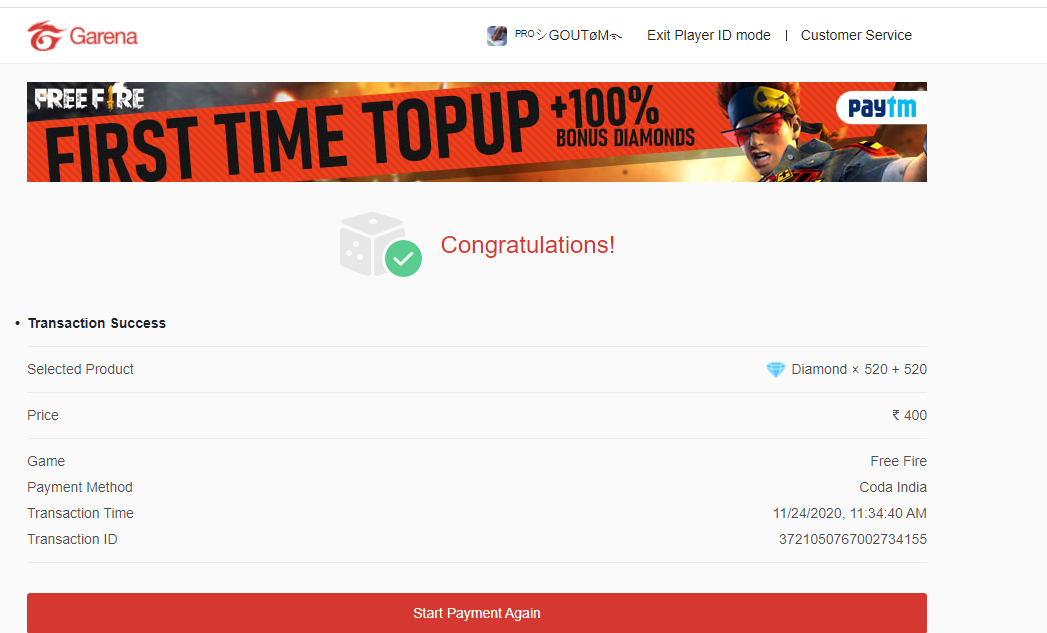 Garena
ᴾᴿᴼシGOUTøM࿐ Exit Player ID mode | Customer Service
FREE FIRE
FIRST TIME TOPUP +100%
BONUS DIAMONDS
paytm
Congratulations!
• Transaction Success
Selected Product Diamond × 520 + 520
Price ₹ 400
Game Free Fire
Payment Method Coda India
Transaction Time 11/24/2020, 11:34:40 AM
Transaction ID 3721050767002734155
Start Payment Again